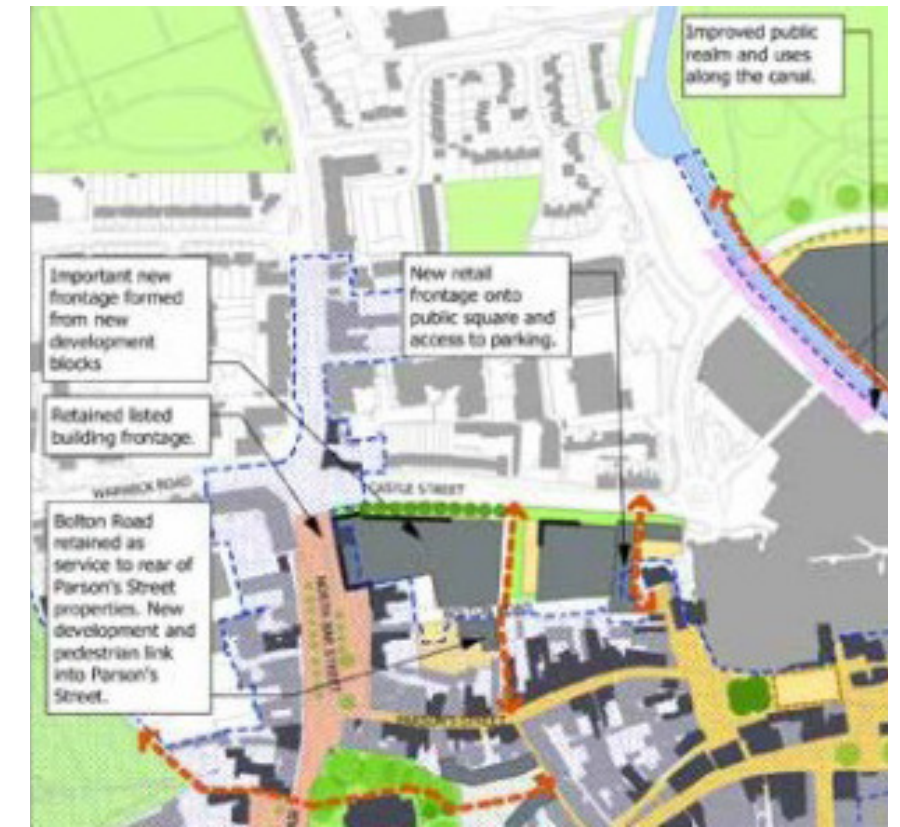 Improved public
realm and uses
along the canal.
Important new
frontage formed
from new
development
blocks
New retail
frontage onto
public square and
access to parking.
Retained listed
building frontage.
WARWICK ROAD
CASTLE STREET
Bolton Road
retained as
service to rear of
Parson's Street
properties. New
development and
pedestrian link
into Parson's
Street.
NORTH BAR STREET
PARSON'S STREET